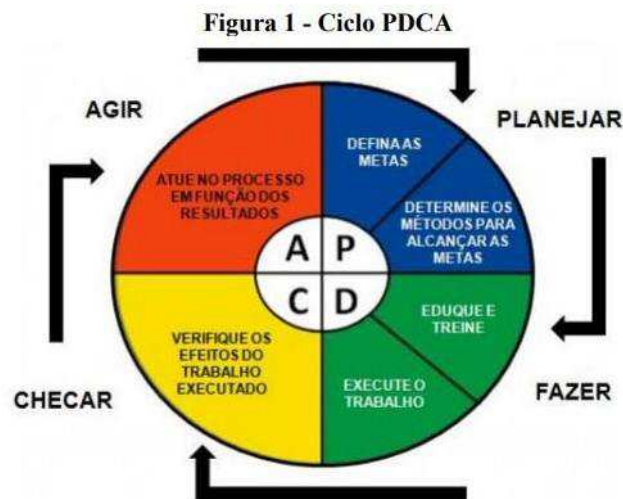 Figura 1 - Ciclo PDCA
AGIR
PLANEJAR
DEFINA AS
METAS
ATUE NO PROCESSO
EM FUNÇÃO DOS
RESULTADOS
DETERMINE OS
MÉTODOS PARA
ALCANÇAR AS
METAS
A P
C D
EDUQUE E
TREINE
VERIFIQUE OS
EFEITOS DO
TRABALHO
EXECUTADO
EXECUTE O
TRABALHO
CHECAR
FAZER